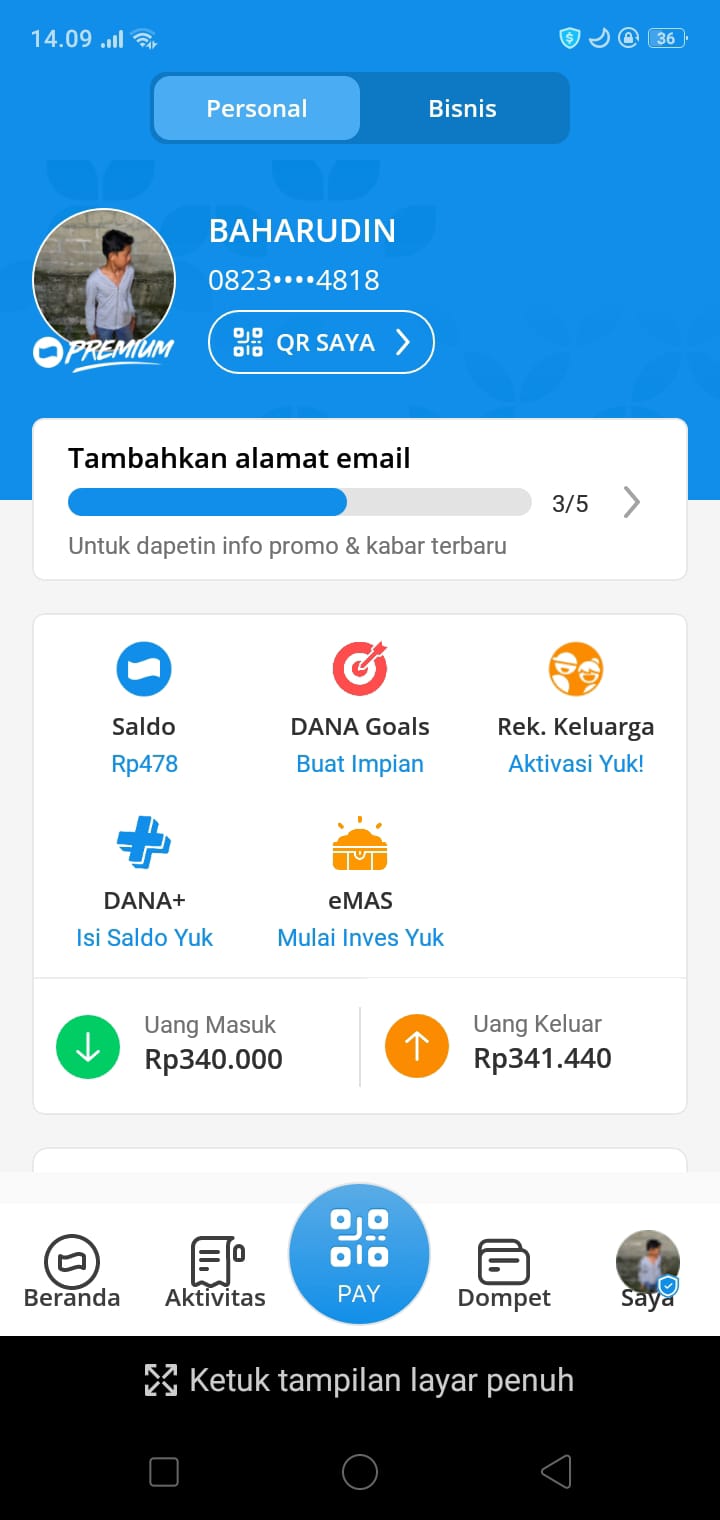 14.09
36
Personal
Bisnis
BAHARUDIN
0823••••4818
PREMIUM
QR SAYA
Tambahkan alamat email
3/5
Untuk dapetin info promo & kabar terbaru
Saldo
Rp478
DANA Goals
Buat Impian
Rek. Keluarga
Aktivasi Yuk!
DANA+
Isi Saldo Yuk
eMAS
Mulai Inves Yuk
Uang Masuk
Rp340.000
Uang Keluar
Rp341.440
Beranda
Aktivitas
PAY
Dompet
Saya
Ketuk tampilan layar penuh